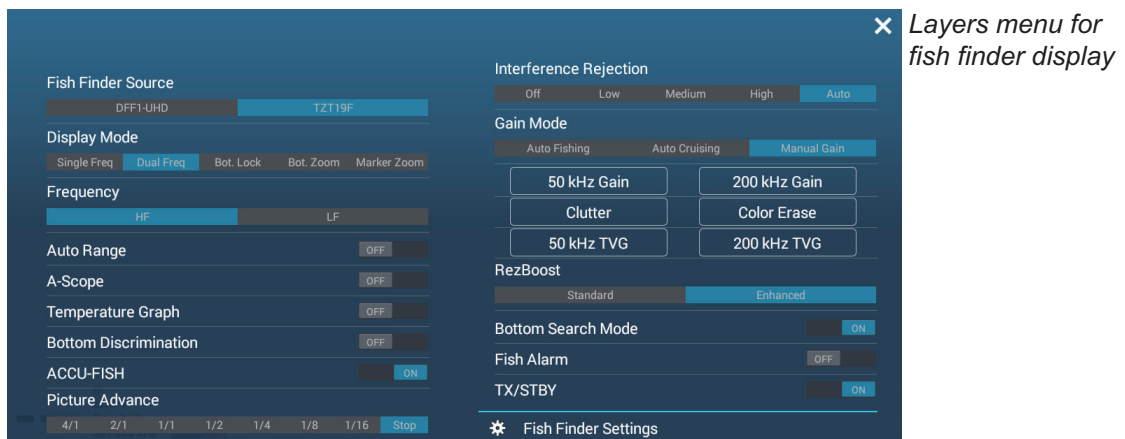 Layers menu for
fish finder display
Fish Finder Source
DFF1-UHD TZT19F
Display Mode
Single Freq Dual Freq Bot. Lock Bot. Zoom Marker Zoom
Frequency
HF LF
Auto Range OFF
A-Scope OFF
Temperature Graph OFF
Bottom Discrimination OFF
ACCU-FISH ON
Picture Advance
4/1 2/1 1/1 1/2 1/4 1/8 1/16 Stop
Interference Rejection
Off Low Medium High Auto
Gain Mode
Auto Fishing Auto Cruising Manual Gain
50 kHz Gain 200 kHz Gain
Clutter Color Erase
50 kHz TVG 200 kHz TVG
RezBoost
Standard Enhanced
Bottom Search Mode ON
Fish Alarm OFF
TX/STBY ON
Fish Finder Settings